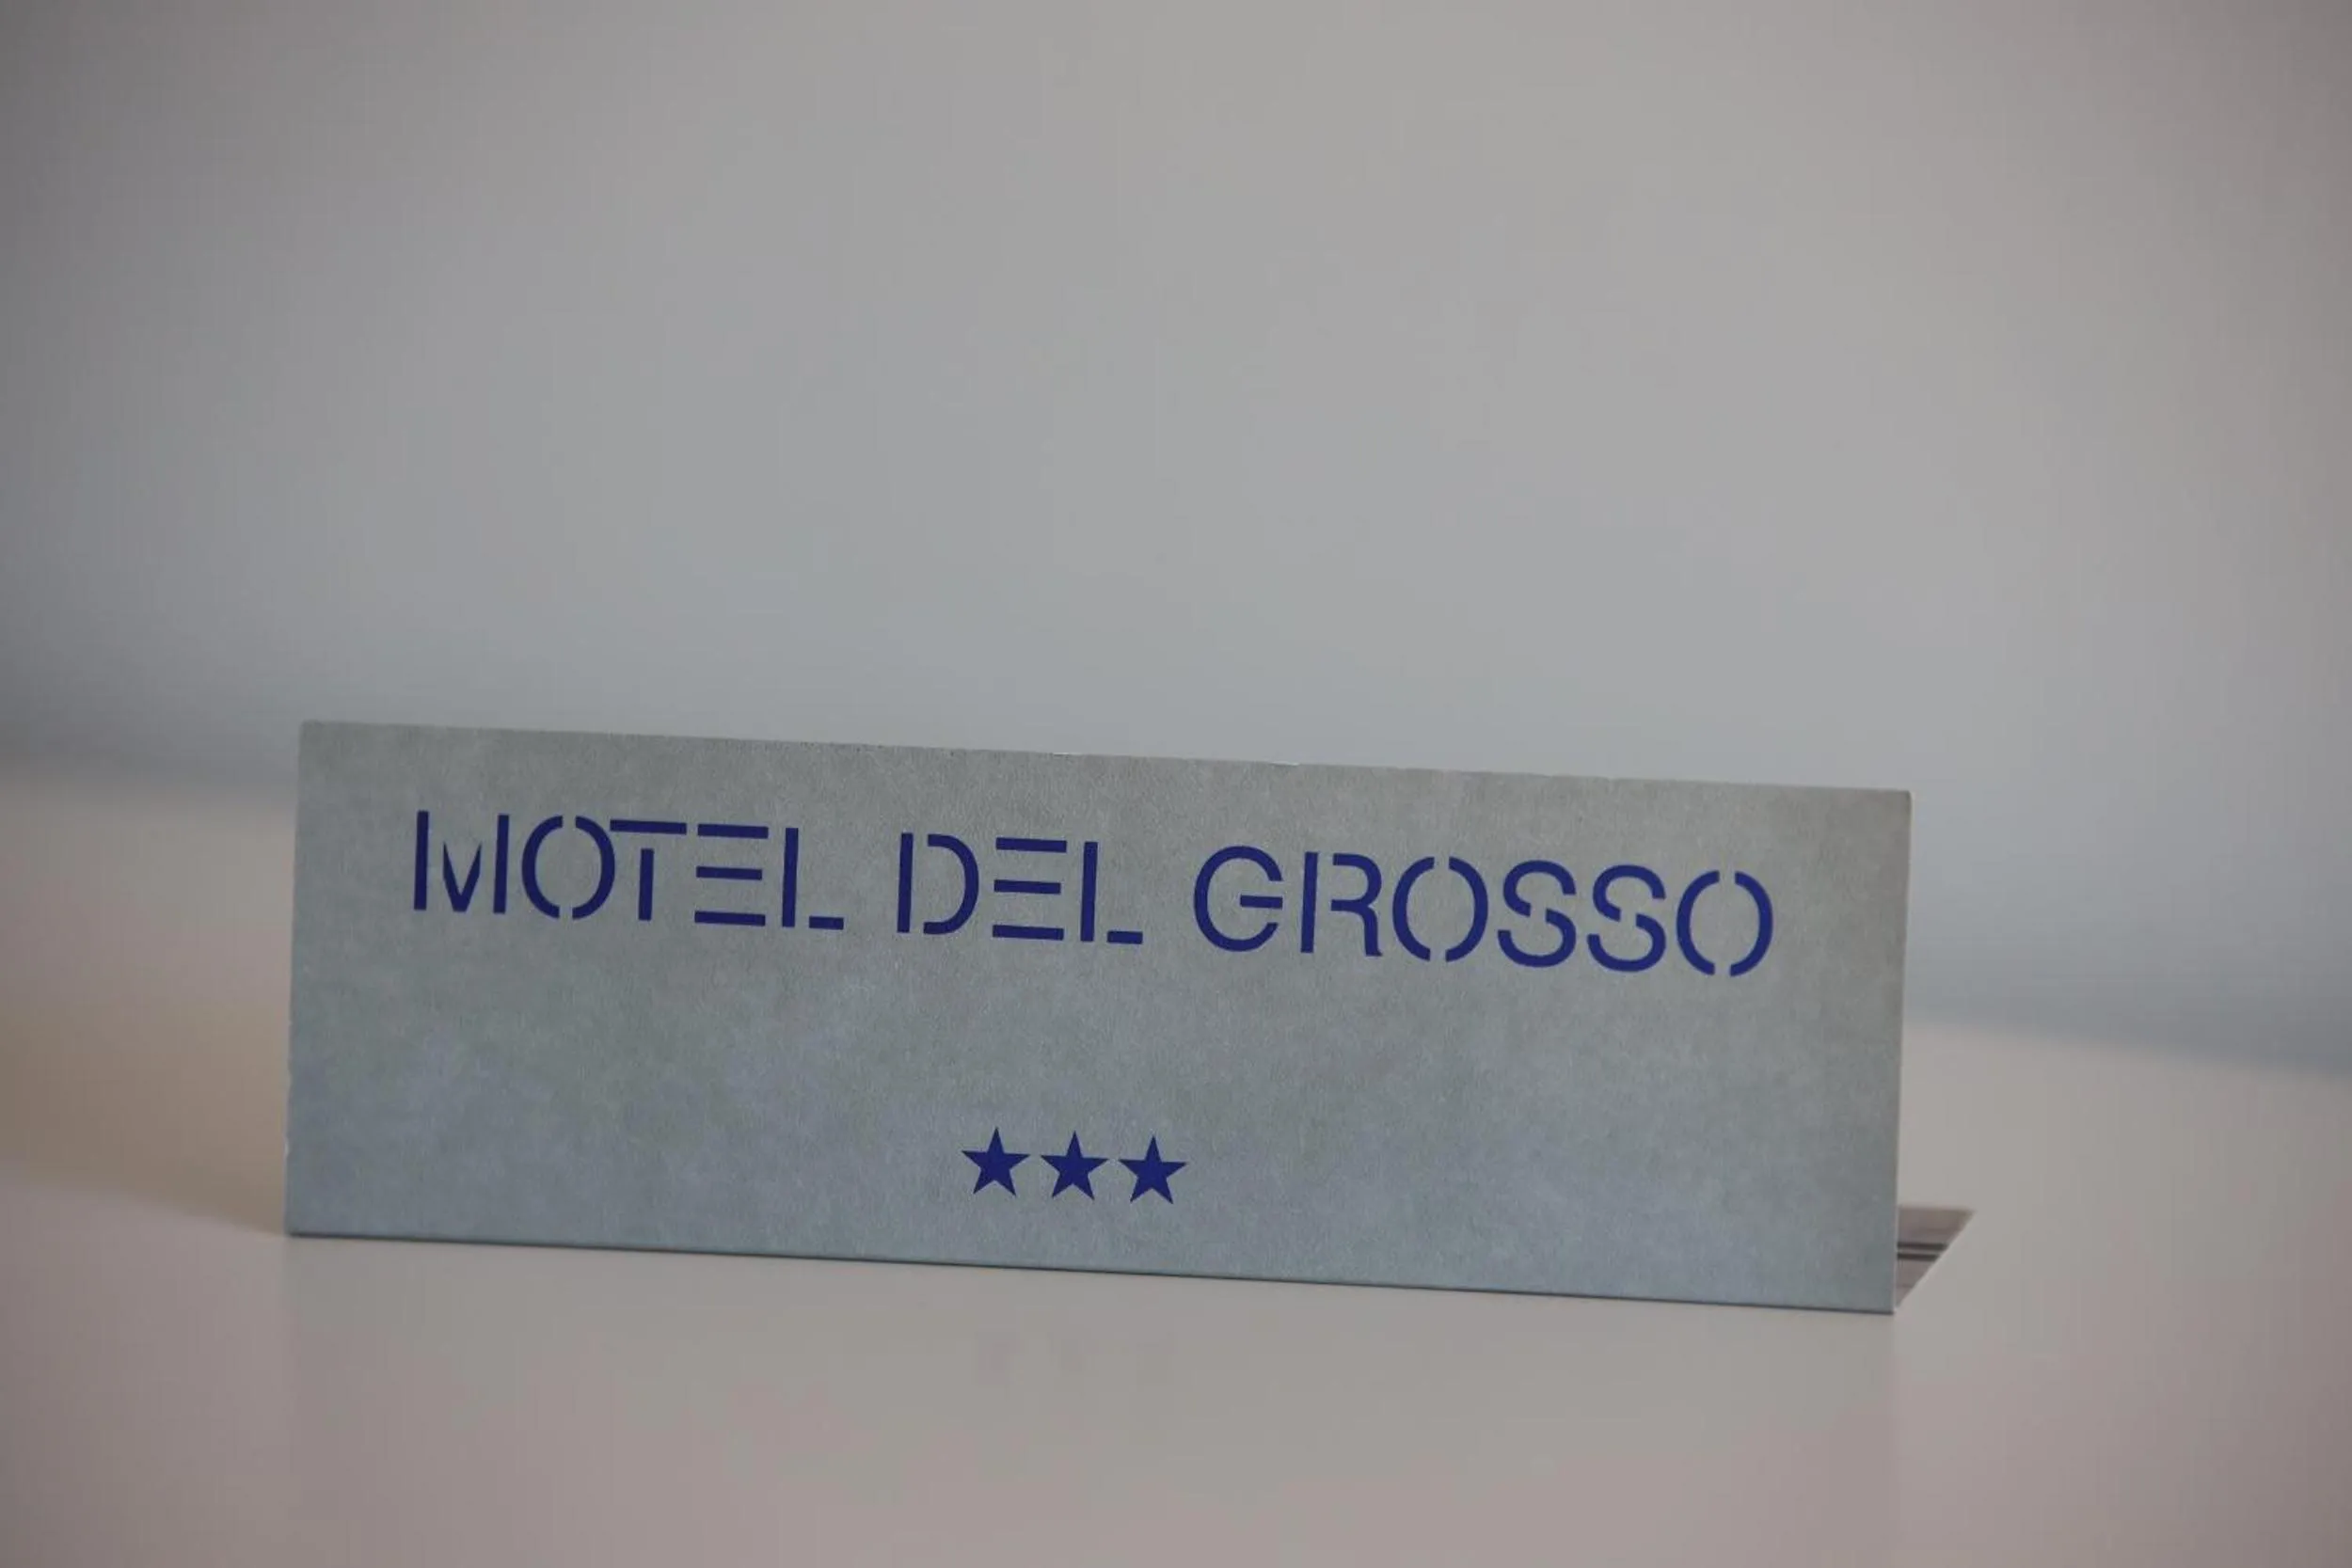 MOTEL DEL GROSSO
★★★